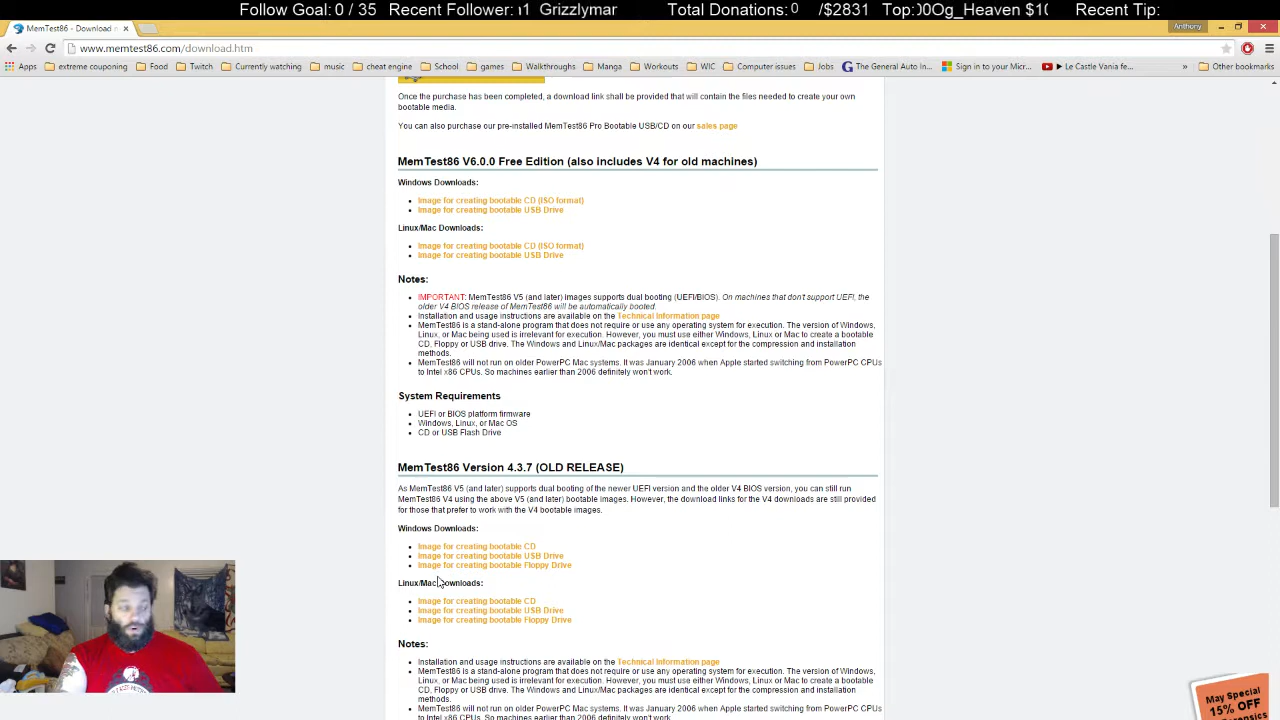 Follow Goal: 0 / 35 Recent Follower: Grizzlymar Total Donations: 0 /$2831 Top: Og_Heaven $10 Recent Tip:
MemTest86 - Download
Anthony
www.memtest86.com/download.htm
Apps extreme couponing Food Twitch Currently watching music cheat engine School games Walkthroughs Manga Workouts WIC Computer issues Jobs The General Auto In... Sign in to your Micr... Le Castle Vania fe... » Other bookmarks
Once the purchase has been completed, a download link shall be provided that will contain the files needed to create your own
bootable media.
You can also purchase our pre-installed MemTest86 Pro Bootable USB/CD on our sales page
MemTest86 V6.0.0 Free Edition (also includes V4 for old machines)
Windows Downloads:
Image for creating bootable CD (ISO format)
Image for creating bootable USB Drive
Linux/Mac Downloads:
Image for creating bootable CD (ISO format)
Image for creating bootable USB Drive
Notes:
IMPORTANT: MemTest86 V5 (and later) images supports dual booting (UEFI/BIOS). On machines that don't support UEFI, the
older V4 BIOS release of MemTest86 will be automatically booted.
Installation and usage instructions are available on the Technical Information page
MemTest86 is a stand-alone program that does not require or use any operating system for execution. The version of Windows,
Linux, or Mac being used is irrelevant for execution. However, you must use either Windows, Linux or Mac to create a bootable
CD, Floppy or USB drive. The Windows and Linux/Mac packages are identical except for the compression and installation
methods.
MemTest86 will not run on older PowerPC Mac systems. It was January 2006 when Apple started switching from PowerPC CPUs
to Intel x86 CPUs. So machines earlier than 2006 definitely won't work.
System Requirements
UEFI or BIOS platform firmware
Windows, Linux, or Mac OS
CD or USB Flash Drive
MemTest86 Version 4.3.7 (OLD RELEASE)
As MemTest86 V5 (and later) supports dual booting of the newer UEFI version and the older V4 BIOS version, you can still run
MemTest86 V4 using the above V5 (and later) bootable images. However, the download links for the V4 downloads are still provided
for those that prefer to work with the V4 bootable images.
Windows Downloads:
Image for creating bootable CD
Image for creating bootable USB Drive
Image for creating bootable Floppy Drive
Linux/Mac Downloads:
Image for creating bootable CD
Image for creating bootable USB Drive
Image for creating bootable Floppy Drive
Notes:
Installation and usage instructions are available on the Technical Information page
MemTest86 is a stand-alone program that does not require or use any operating system for execution. The version of Windows,
Linux, or Mac being used is irrelevant for execution. However, you must use either Windows, Linux or Mac to create a bootable
CD, Floppy or USB drive. The Windows and Linux/Mac packages are identical except for the compression and installation
methods.
MemTest86 will not run on older PowerPC Mac systems. It was January 2006 when Apple started switching from PowerPC CPUs
to Intel x86 CPUs. So machines earlier than 2006 definitely won't work.
May Special
15% OFF